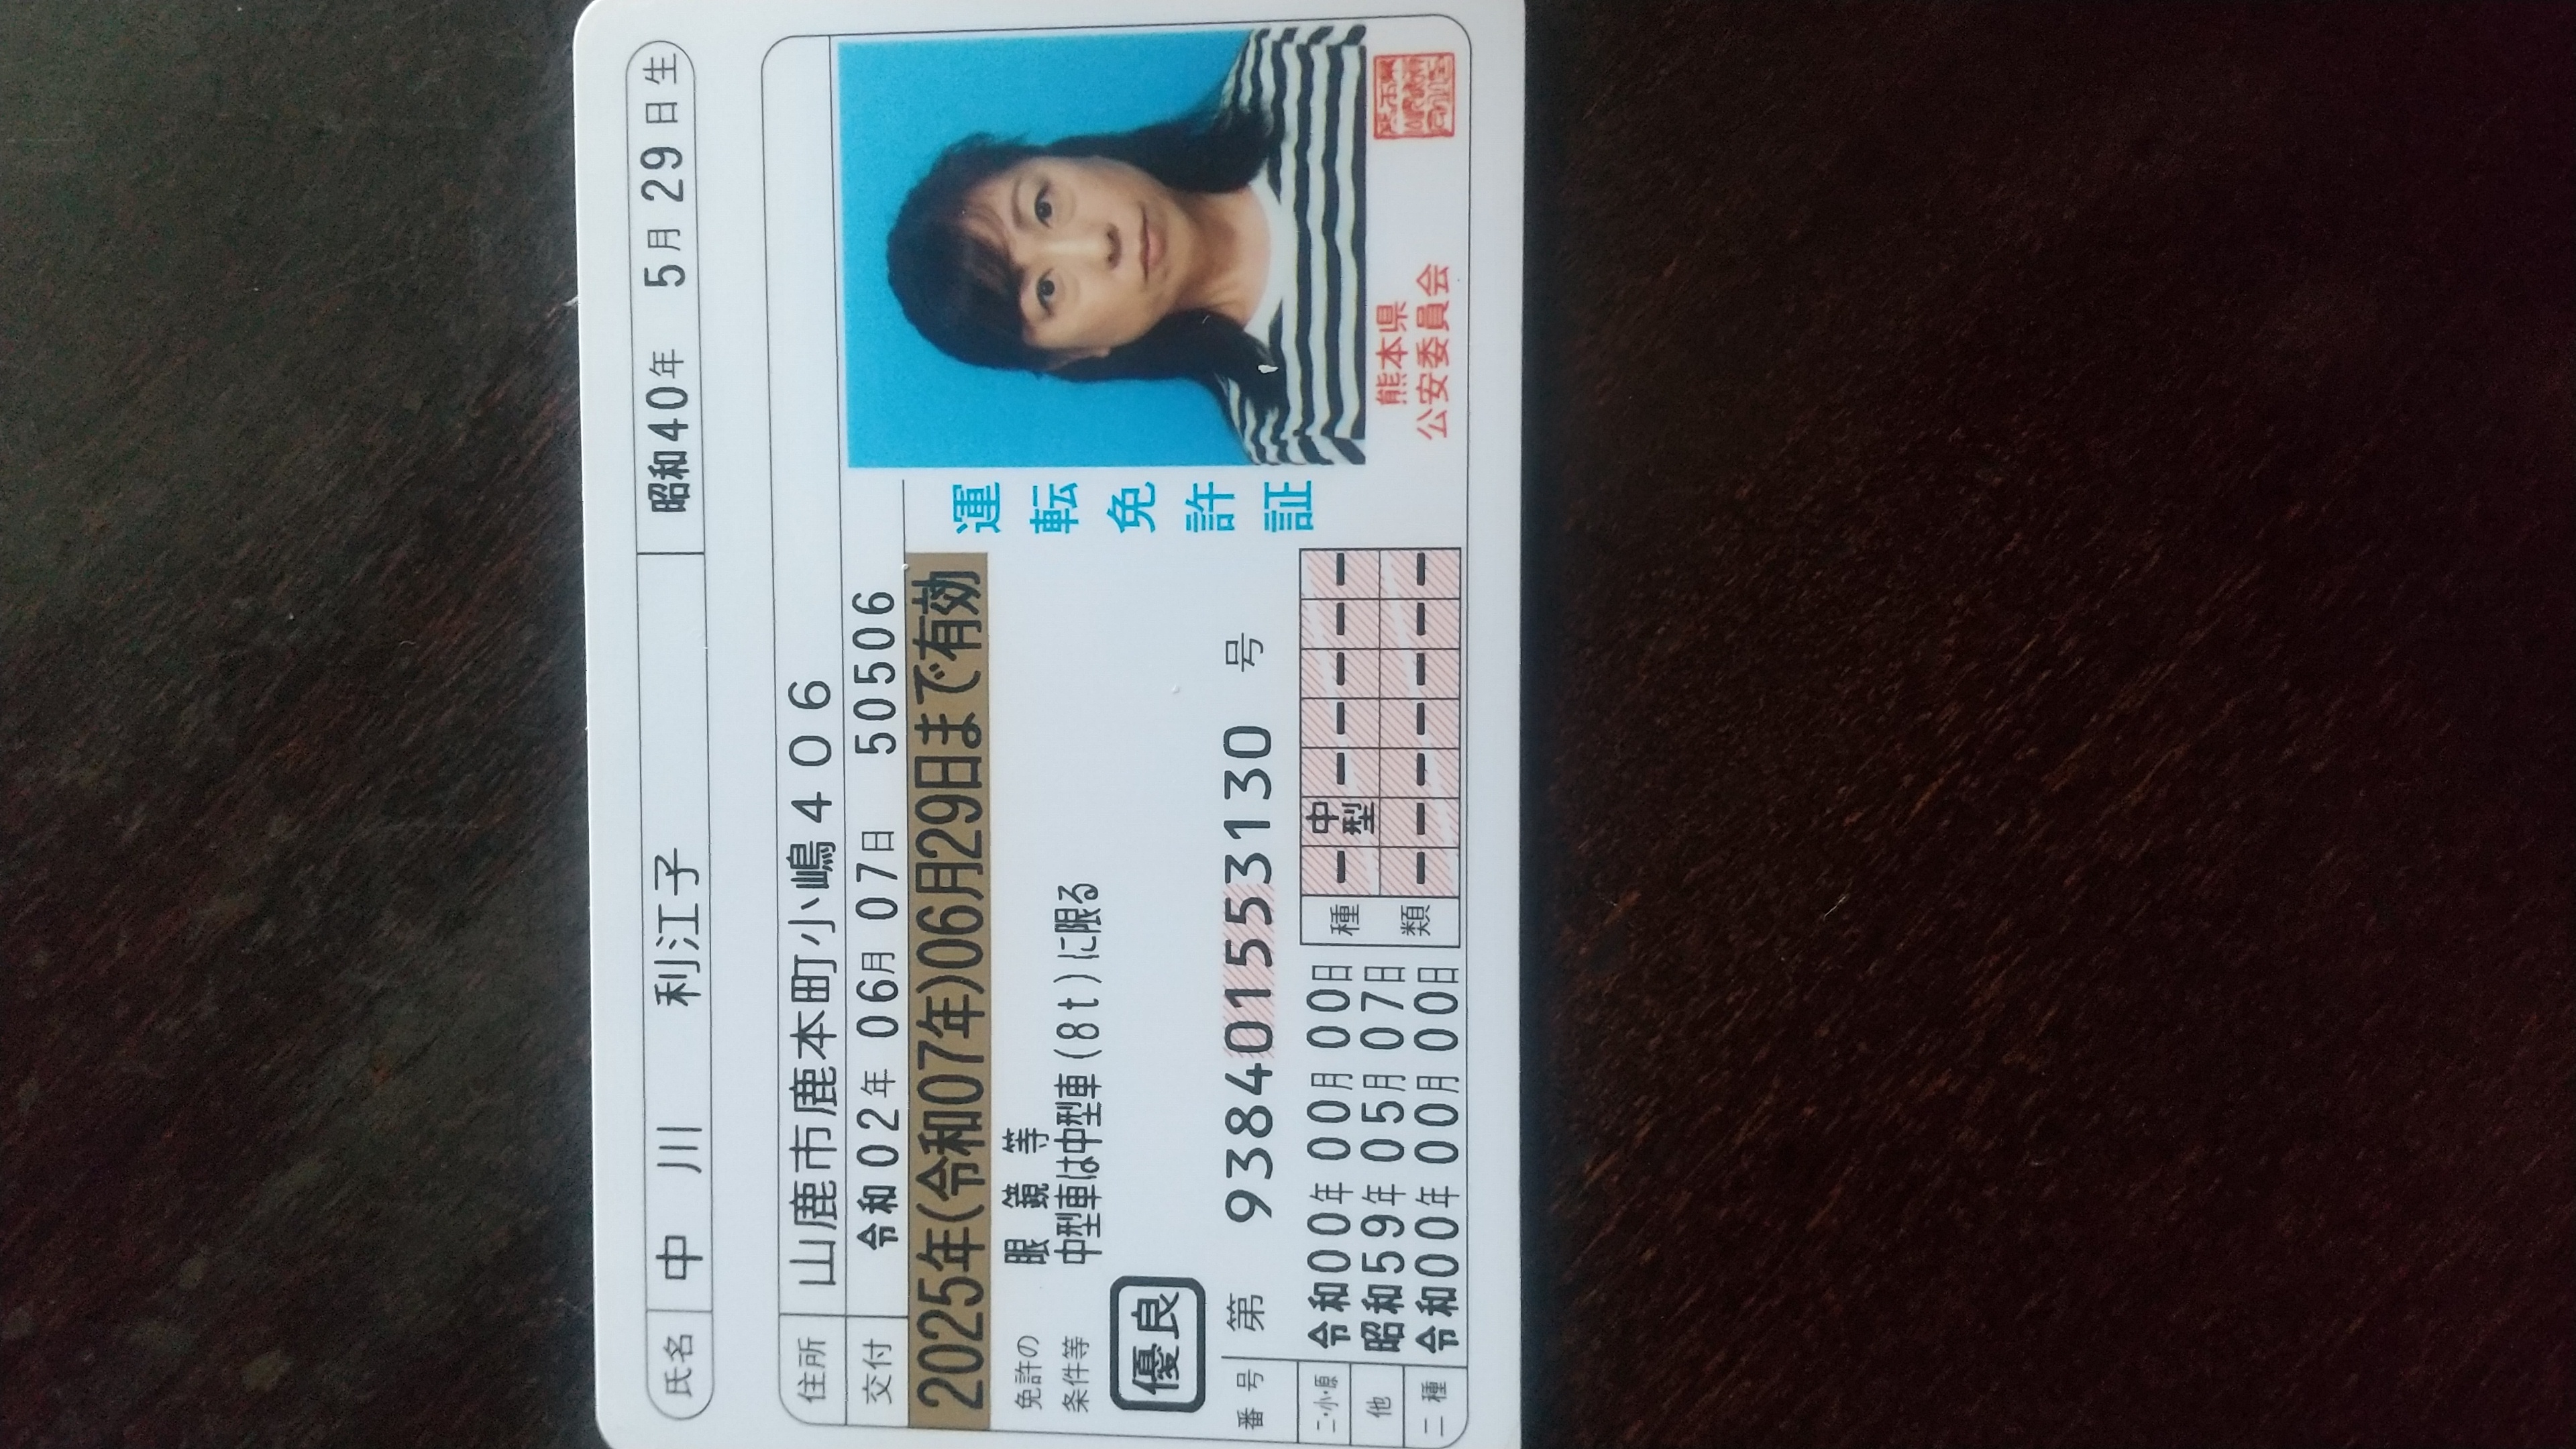 氏名 中川 利江子 昭和40年 5月29日生
住所 山鹿市鹿本町小嶋406
交付 令和02年06月07日 50506
2025年(令和07年)06月29日まで有効
免許の条件等 眼鏡等
中型車は中型車(8t)に限る
優良
番号 第 938401553130 号
二・小・原 令和00年00月00日
他 昭和59年05月07日
二種 令和00年00月00日
種類 ー 中型 ー ー ー ー ー
ー ー ー ー ー ー ー
運転免許証
熊本県
公安委員会